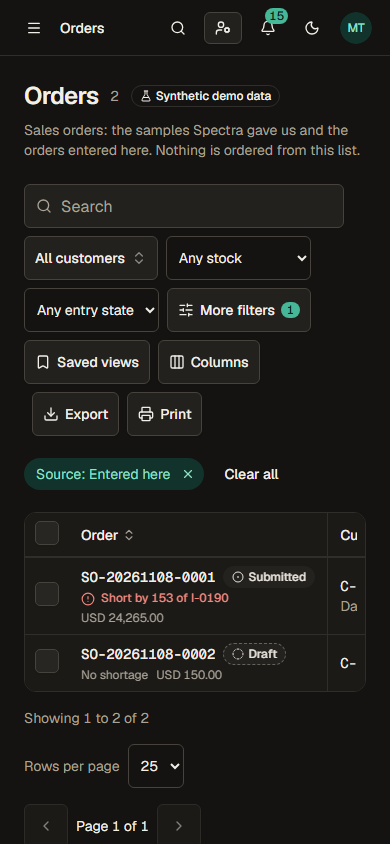 Orders
15
MT
Orders 2 Synthetic demo data
Sales orders: the samples Spectra gave us and the
orders entered here. Nothing is ordered from this list.
Search
All customers Any stock
Any entry state More filters 1
Saved views Columns
Export Print
Source: Entered here Clear all
Order Cu
SO-20261108-0001 Submitted
Short by 153 of I-0190
USD 24,265.00
C-
Da
SO-20261108-0002 Draft
No shortage USD 150.00
C-
Showing 1 to 2 of 2
Rows per page 25
Page 1 of 1